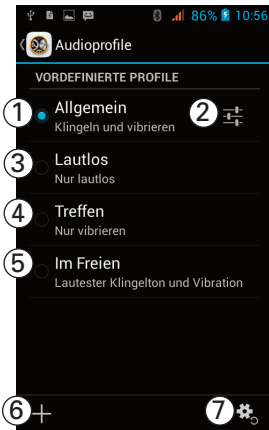 86% 10:56
Audioprofile
VORDEFINIERTE PROFILE
1 Allgemein 2
Klingeln und vibrieren
3 Lautlos
Nur lautlos
4 Treffen
Nur vibrieren
5 Im Freien
Lautester Klingelton und Vibration
6 7